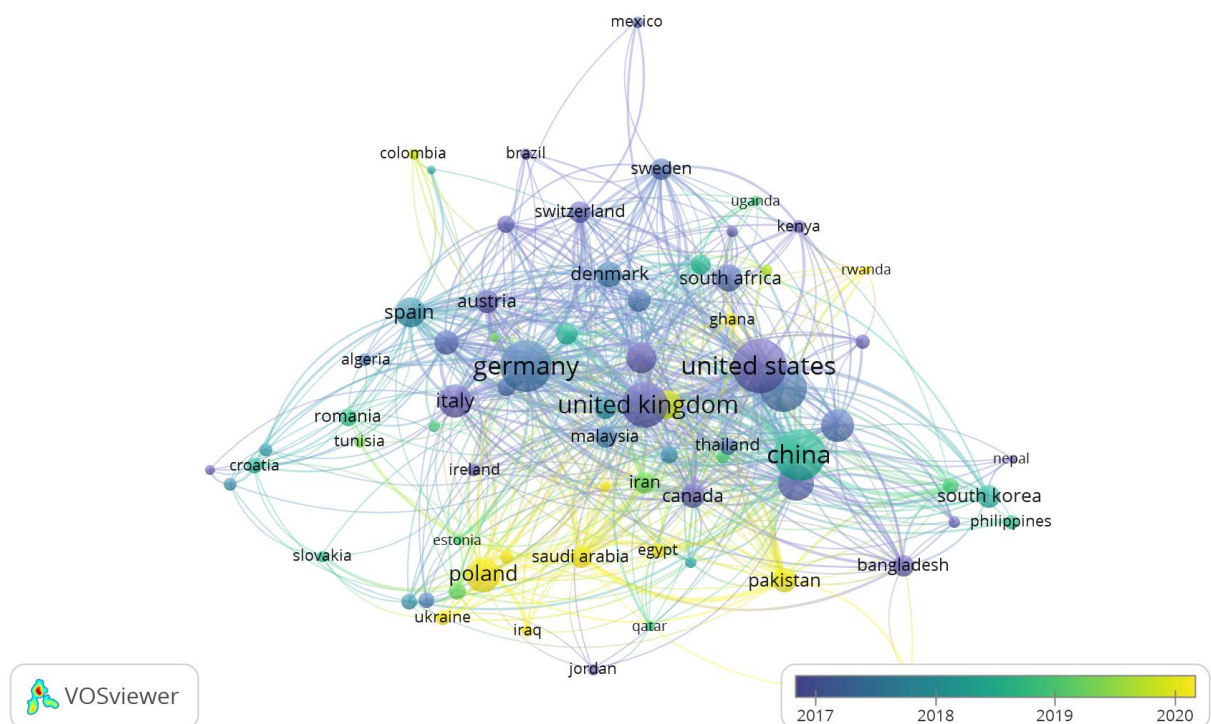 mexico
colombia
brazil
sweden
uganda
switzerland
kenya
denmark
south africa
rwanda
austria
spain
ghana
algeria
germany
united states
italy
united kingdom
romania
malaysia
tunisia
thailand
china
croatia
ireland
nepal
iran
canada
south korea
philippines
estonia
slovakia
saudi arabia
egypt
poland
pakistan
bangladesh
ukraine
iraq
qatar
jordan
VOSviewer
2017 2018 2019 2020